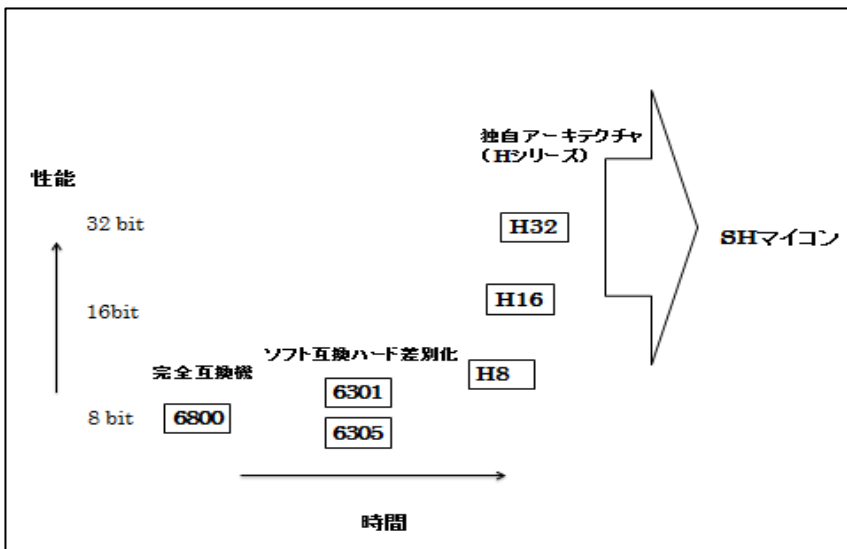 独自アーキテクチャ
(Hシリーズ)
性能
32 bit
H32
SHマイコン
16bit
H16
ソフト互換ハード差別化
完全互換機
H8
6301
8 bit
6800
6305
時間